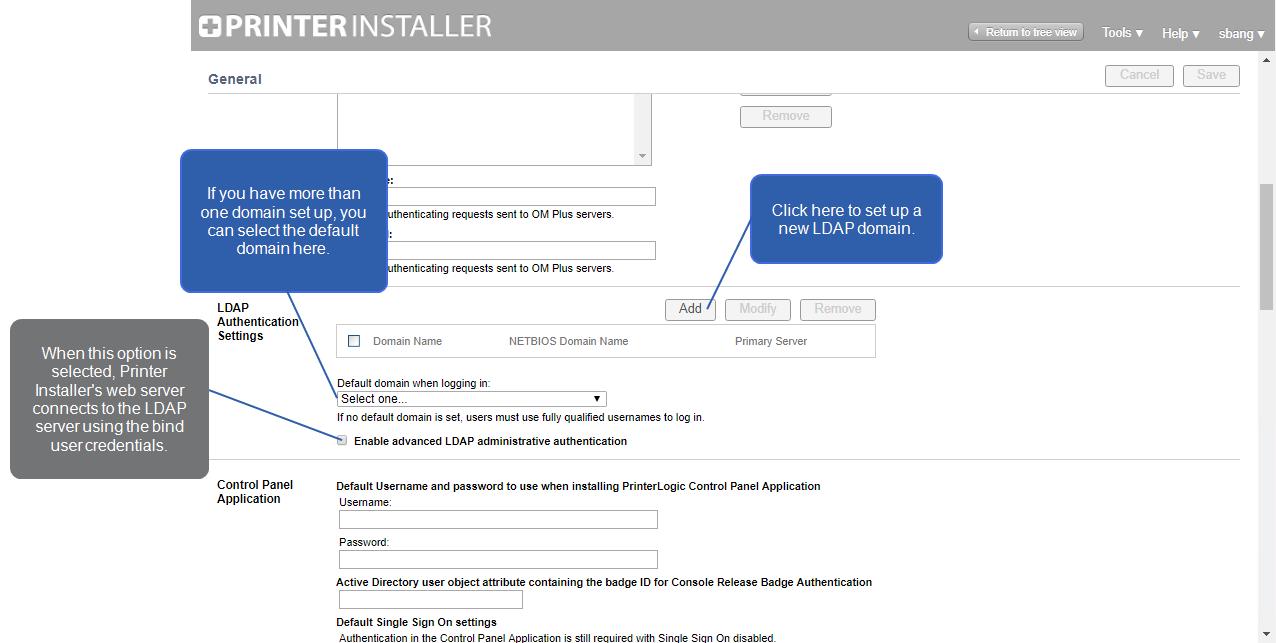 PRINTER INSTALLER
Return to tree view
Tools ▼
Help ▼
sbang ▼
General
Cancel
Save
Remove
If you have more than
one domain set up, you
can select the default
domain here.
e:
uthenticating requests sent to OM Plus servers.
:
uthenticating requests sent to OM Plus servers.
Click here to set up a
new LDAP domain.
LDAP
Authentication
Settings
Add
Modify
Remove
Domain Name
NETBIOS Domain Name
Primary Server
When this option is
selected, Printer
Installer's web server
connects to the LDAP
server using the bind
user credentials.
Default domain when logging in:
Select one...
If no default domain is set, users must use fully qualified usernames to log in.
Enable advanced LDAP administrative authentication
Control Panel
Application
Default Username and password to use when installing PrinterLogic Control Panel Application
Username:
Password:
Active Directory user object attribute containing the badge ID for Console Release Badge Authentication
Default Single Sign On settings
Authentication in the Control Panel Application is still required with Single Sign On disabled.